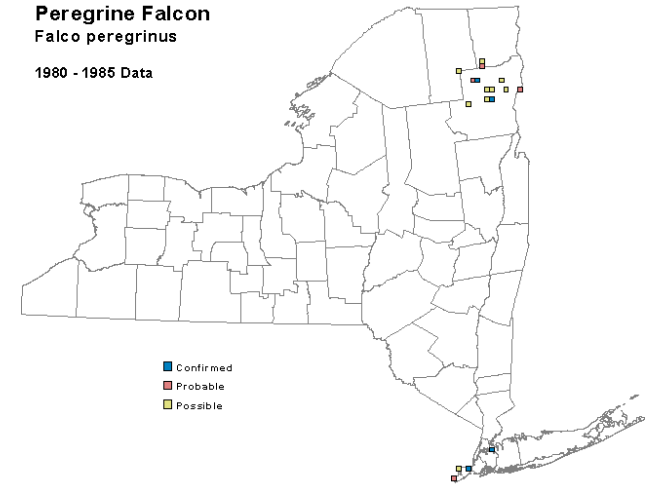 Peregrine Falcon
Falco peregrinus
1980 - 1985 Data
Confirmed
Probable
Possible